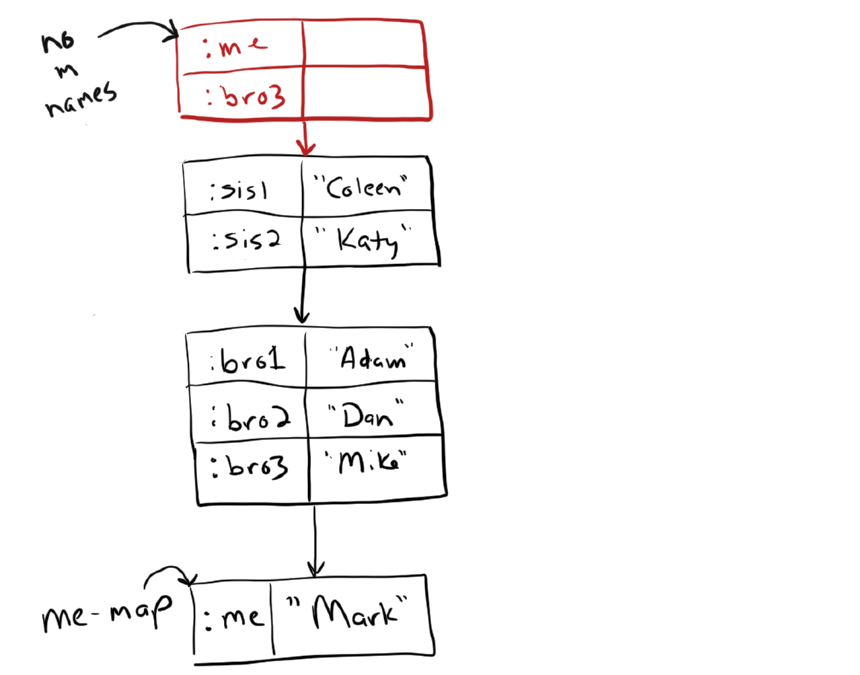 no
m
names
:me
:bro3
:sis1 "Coleen"
:sis2 "Katy"
:bro1 "Adam"
:bro2 "Dan"
:bro3 "Mike"
me-map
:me "Mark"